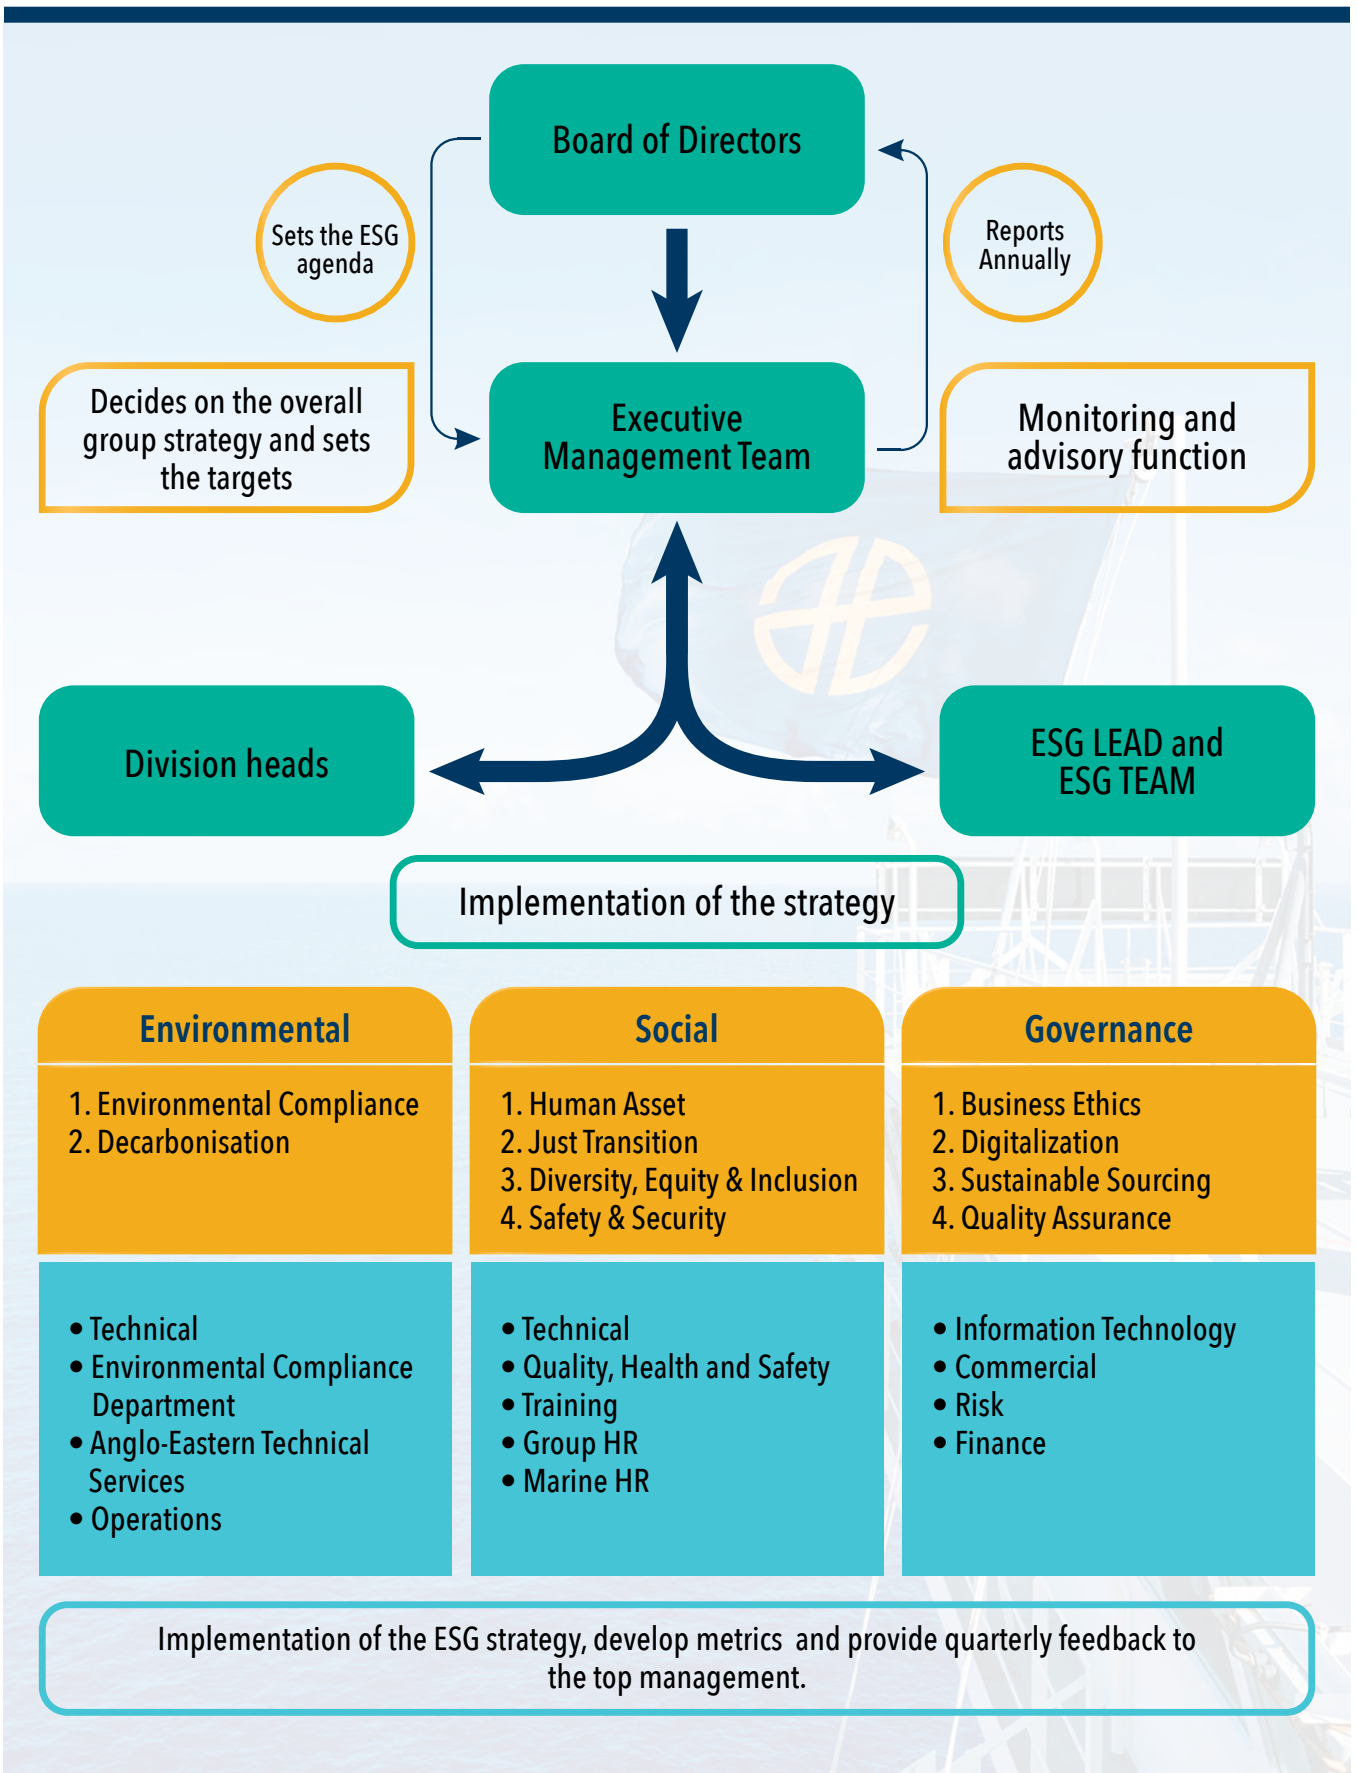 Board of Directors
Sets the ESG
agenda
Reports
Annually
Decides on the overall
group strategy and sets
the targets
Executive
Management Team
Monitoring and
advisory function
Division heads
ESG LEAD and
ESG TEAM
Implementation of the strategy
Environmental
1. Environmental Compliance
2. Decarbonisation
Social
1. Human Asset
2. Just Transition
3. Diversity, Equity & Inclusion
4. Safety & Security
Governance
1. Business Ethics
2. Digitalization
3. Sustainable Sourcing
4. Quality Assurance
• Technical
• Environmental Compliance
Department
• Anglo-Eastern Technical
Services
• Operations
• Technical
• Quality, Health and Safety
• Training
• Group HR
• Marine HR
• Information Technology
• Commercial
• Risk
• Finance
Implementation of the ESG strategy, develop metrics and provide quarterly feedback to
the top management.